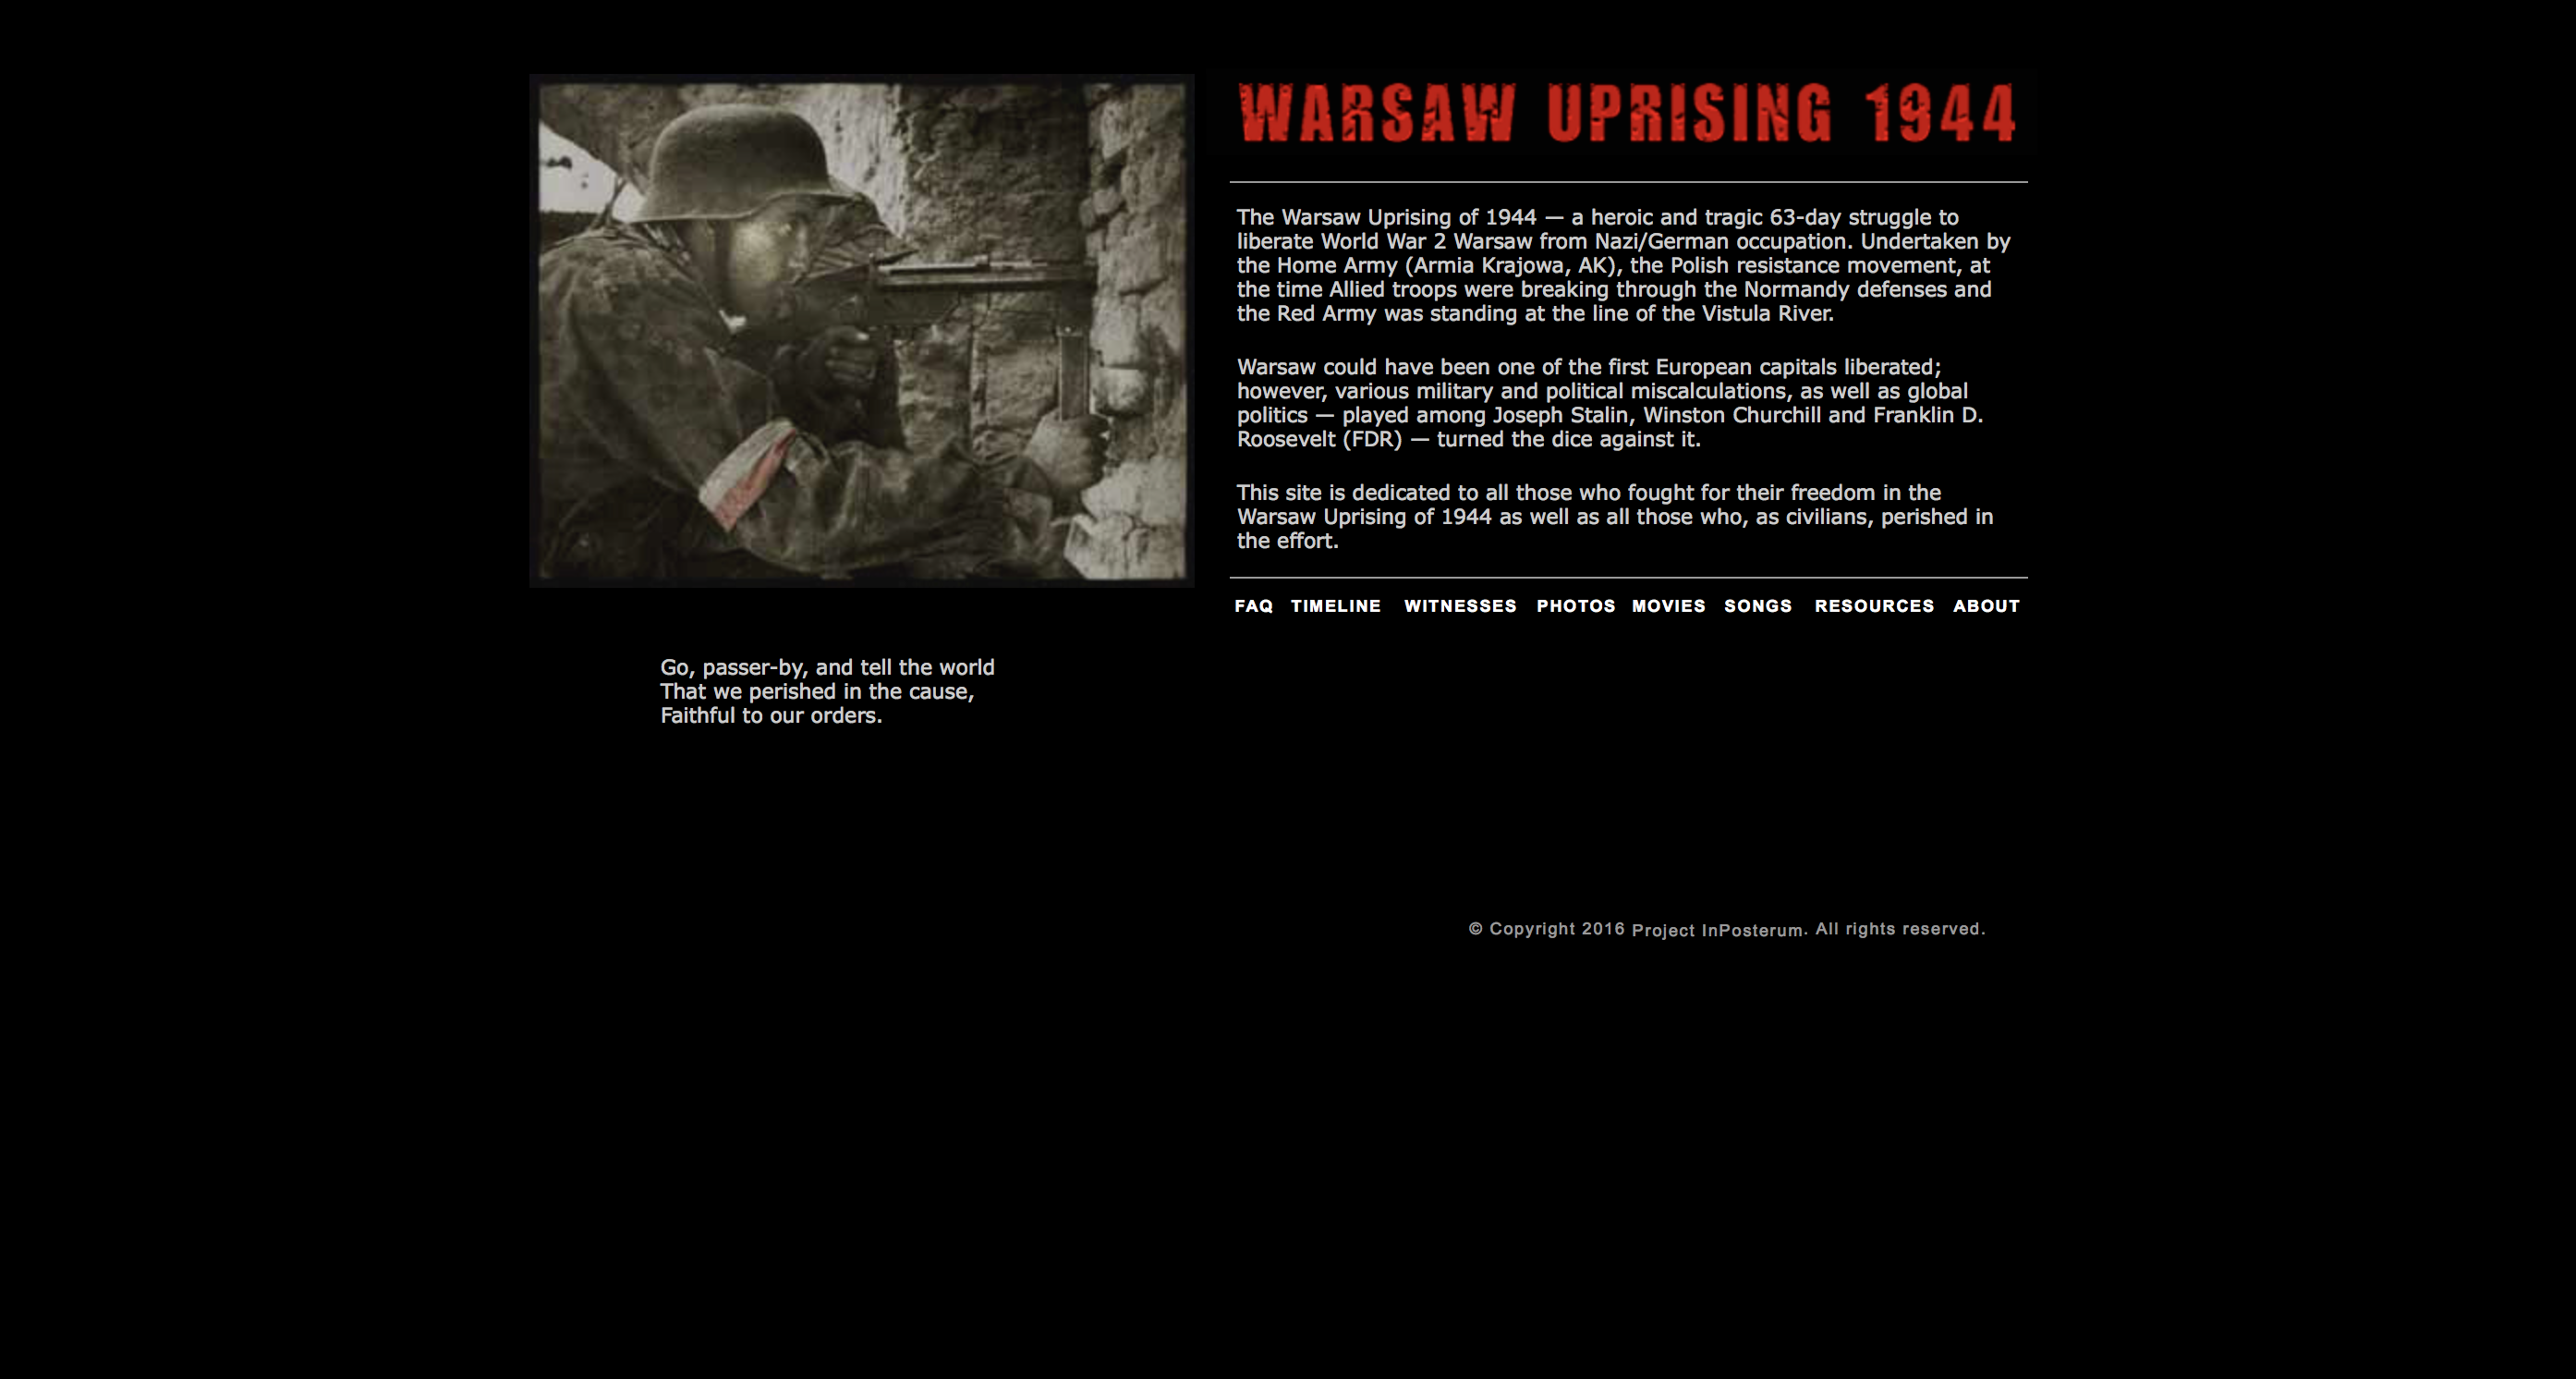 WARSAW UPRISING 1944
The Warsaw Uprising of 1944 — a heroic and tragic 63-day struggle to
liberate World War 2 Warsaw from Nazi/German occupation. Undertaken by
the Home Army (Armia Krajowa, AK), the Polish resistance movement, at
the time Allied troops were breaking through the Normandy defenses and
the Red Army was standing at the line of the Vistula River.
Warsaw could have been one of the first European capitals liberated;
however, various military and political miscalculations, as well as global
politics — played among Joseph Stalin, Winston Churchill and Franklin D.
Roosevelt (FDR) — turned the dice against it.
This site is dedicated to all those who fought for their freedom in the
Warsaw Uprising of 1944 as well as all those who, as civilians, perished in
the effort.
FAQ TIMELINE WITNESSES PHOTOS MOVIES SONGS RESOURCES ABOUT
Go, passer-by, and tell the world
That we perished in the cause,
Faithful to our orders.
© Copyright 2016 Project InPosterum. All rights reserved.